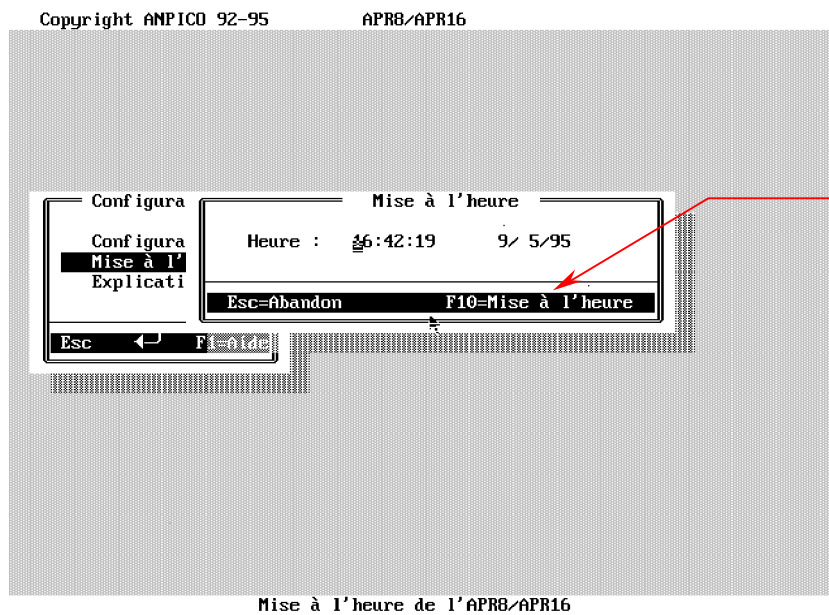 Copyright ANPICO 92-95 APR8/APR16
Configura
Configura
Mise à l'
Explicati
Esc F1=Aide
Mise à l'heure
Heure : 16:42:19 9/ 5/95
Esc=Abandon F10=Mise à l'heure
Mise à l'heure de l'APR8/APR16